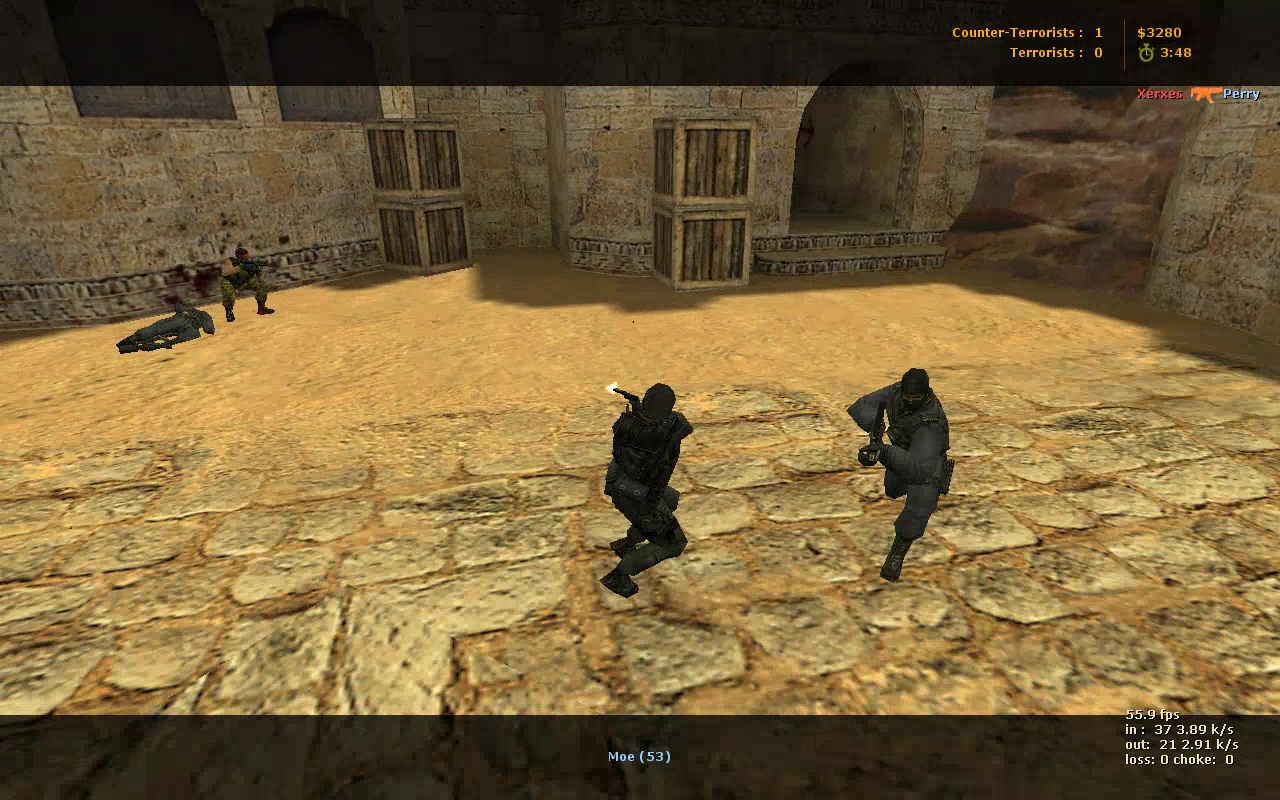 Counter-Terrorists : 1 $3280
Terrorists : 0 3:48
Xerxes Perry
55.9 fps
in : 37 3.89 k/s
out: 21 2.91 k/s
loss: 0 choke: 0
Moe (53)